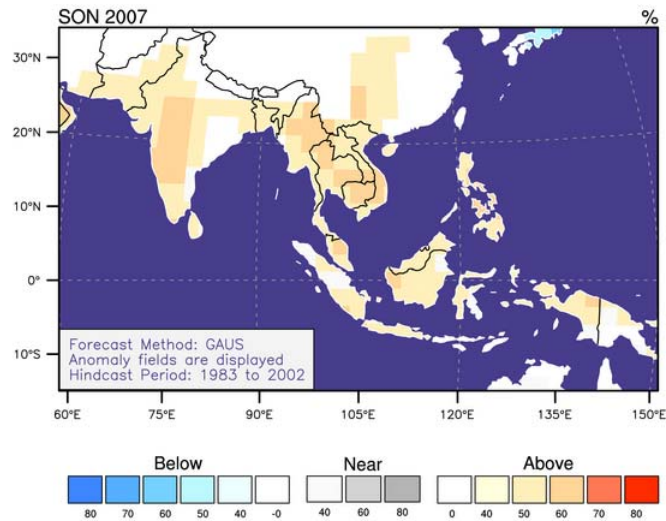 SON 2007 %
30°N
20°N
10°N
0°
10°S
Forecast Method: GAUS
Anomaly fields are displayed
Hindcast Period: 1983 to 2002
60°E 75°E 90°E 105°E 120°E 135°E 150°E
Below Near Above
80 70 60 50 40 -0 40 60 80 0 40 50 60 70 80